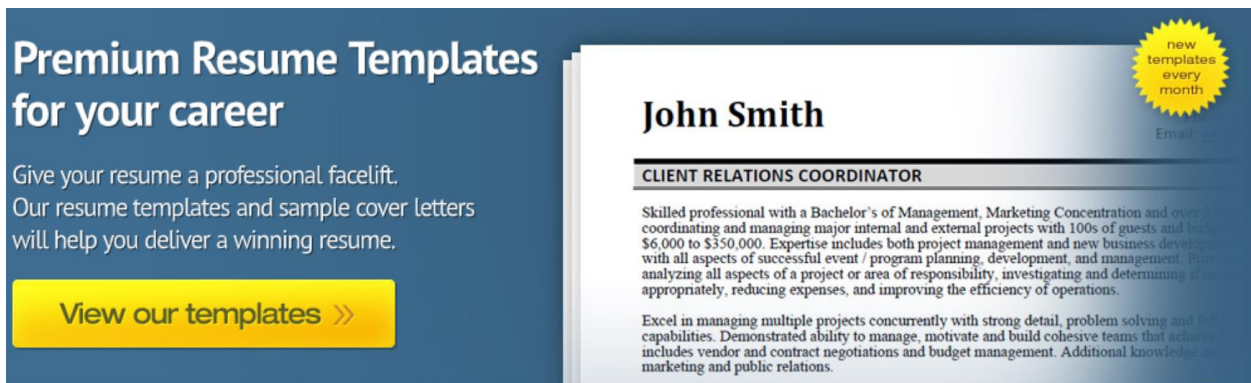 Premium Resume Templates
for your career
Give your resume a professional facelift.
Our resume templates and sample cover letters
will help you deliver a winning resume.
View our templates »
new
templates
every
month
John Smith
Email:
CLIENT RELATIONS COORDINATOR
Skilled professional with a Bachelor's of Management, Marketing Concentration and over
coordinating and managing major internal and external projects with 100s of guests and
$6,000 to $350,000. Expertise includes both project management and new business
with all aspects of successful event / program planning, development, and management.
analyzing all aspects of a project or area of responsibility, investigating and determining if
appropriately, reducing expenses, and improving the efficiency of operations.
Excel in managing multiple projects concurrently with strong detail, problem solving and
capabilities. Demonstrated ability to manage, motivate and build cohesive teams that achieve
includes vendor and contract negotiations and budget management. Additional
marketing and public relations.